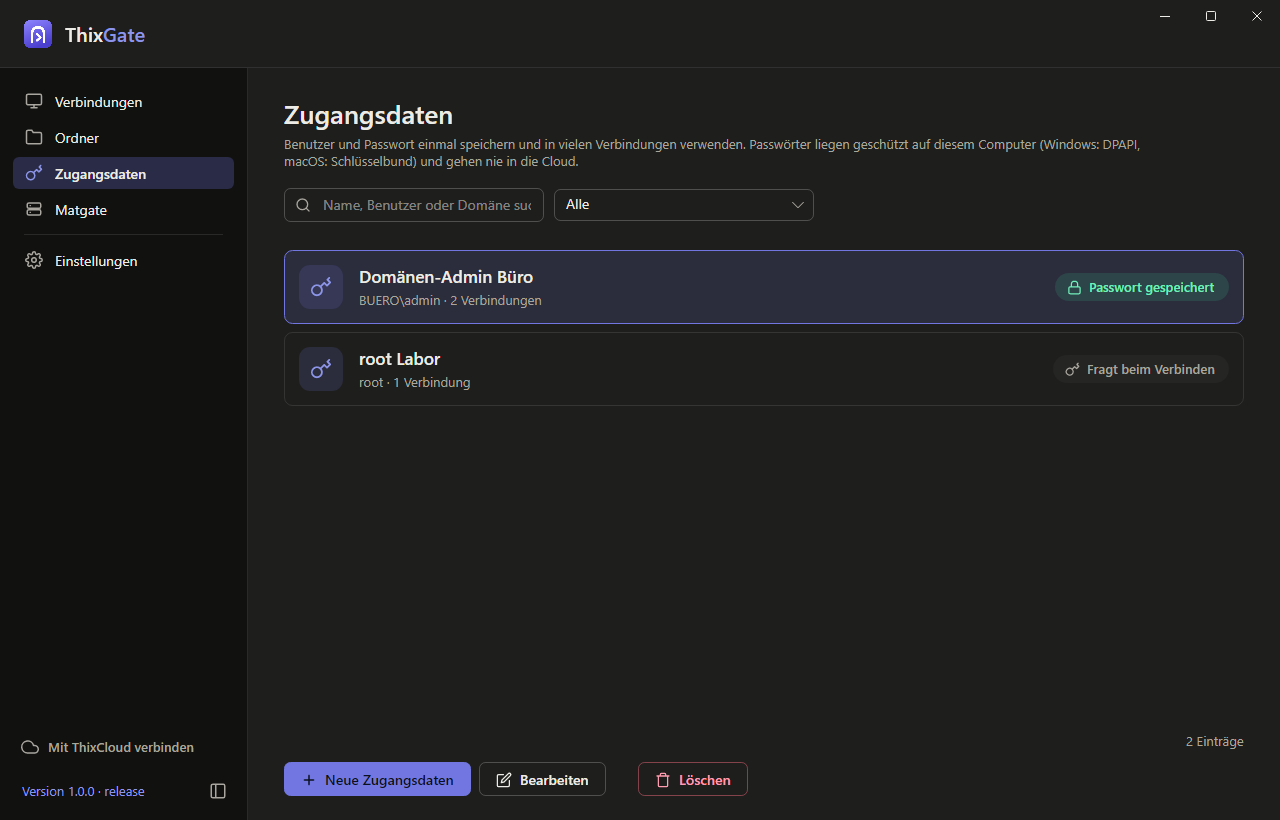 ThixGate
Verbindungen
Ordner
Zugangsdaten
Matgate
Einstellungen
Mit ThixCloud verbinden
Version 1.0.0 · release
Zugangsdaten
Benutzer und Passwort einmal speichern und in vielen Verbindungen verwenden. Passwörter liegen geschützt auf diesem Computer (Windows: DPAPI,
macOS: Schlüsselbund) und gehen nie in die Cloud.
Name, Benutzer oder Domäne suc
Alle
Domänen-Admin Büro
BUERO\admin · 2 Verbindungen
Passwort gespeichert
root Labor
root · 1 Verbindung
Fragt beim Verbinden
2 Einträge
Neue Zugangsdaten
Bearbeiten
Löschen